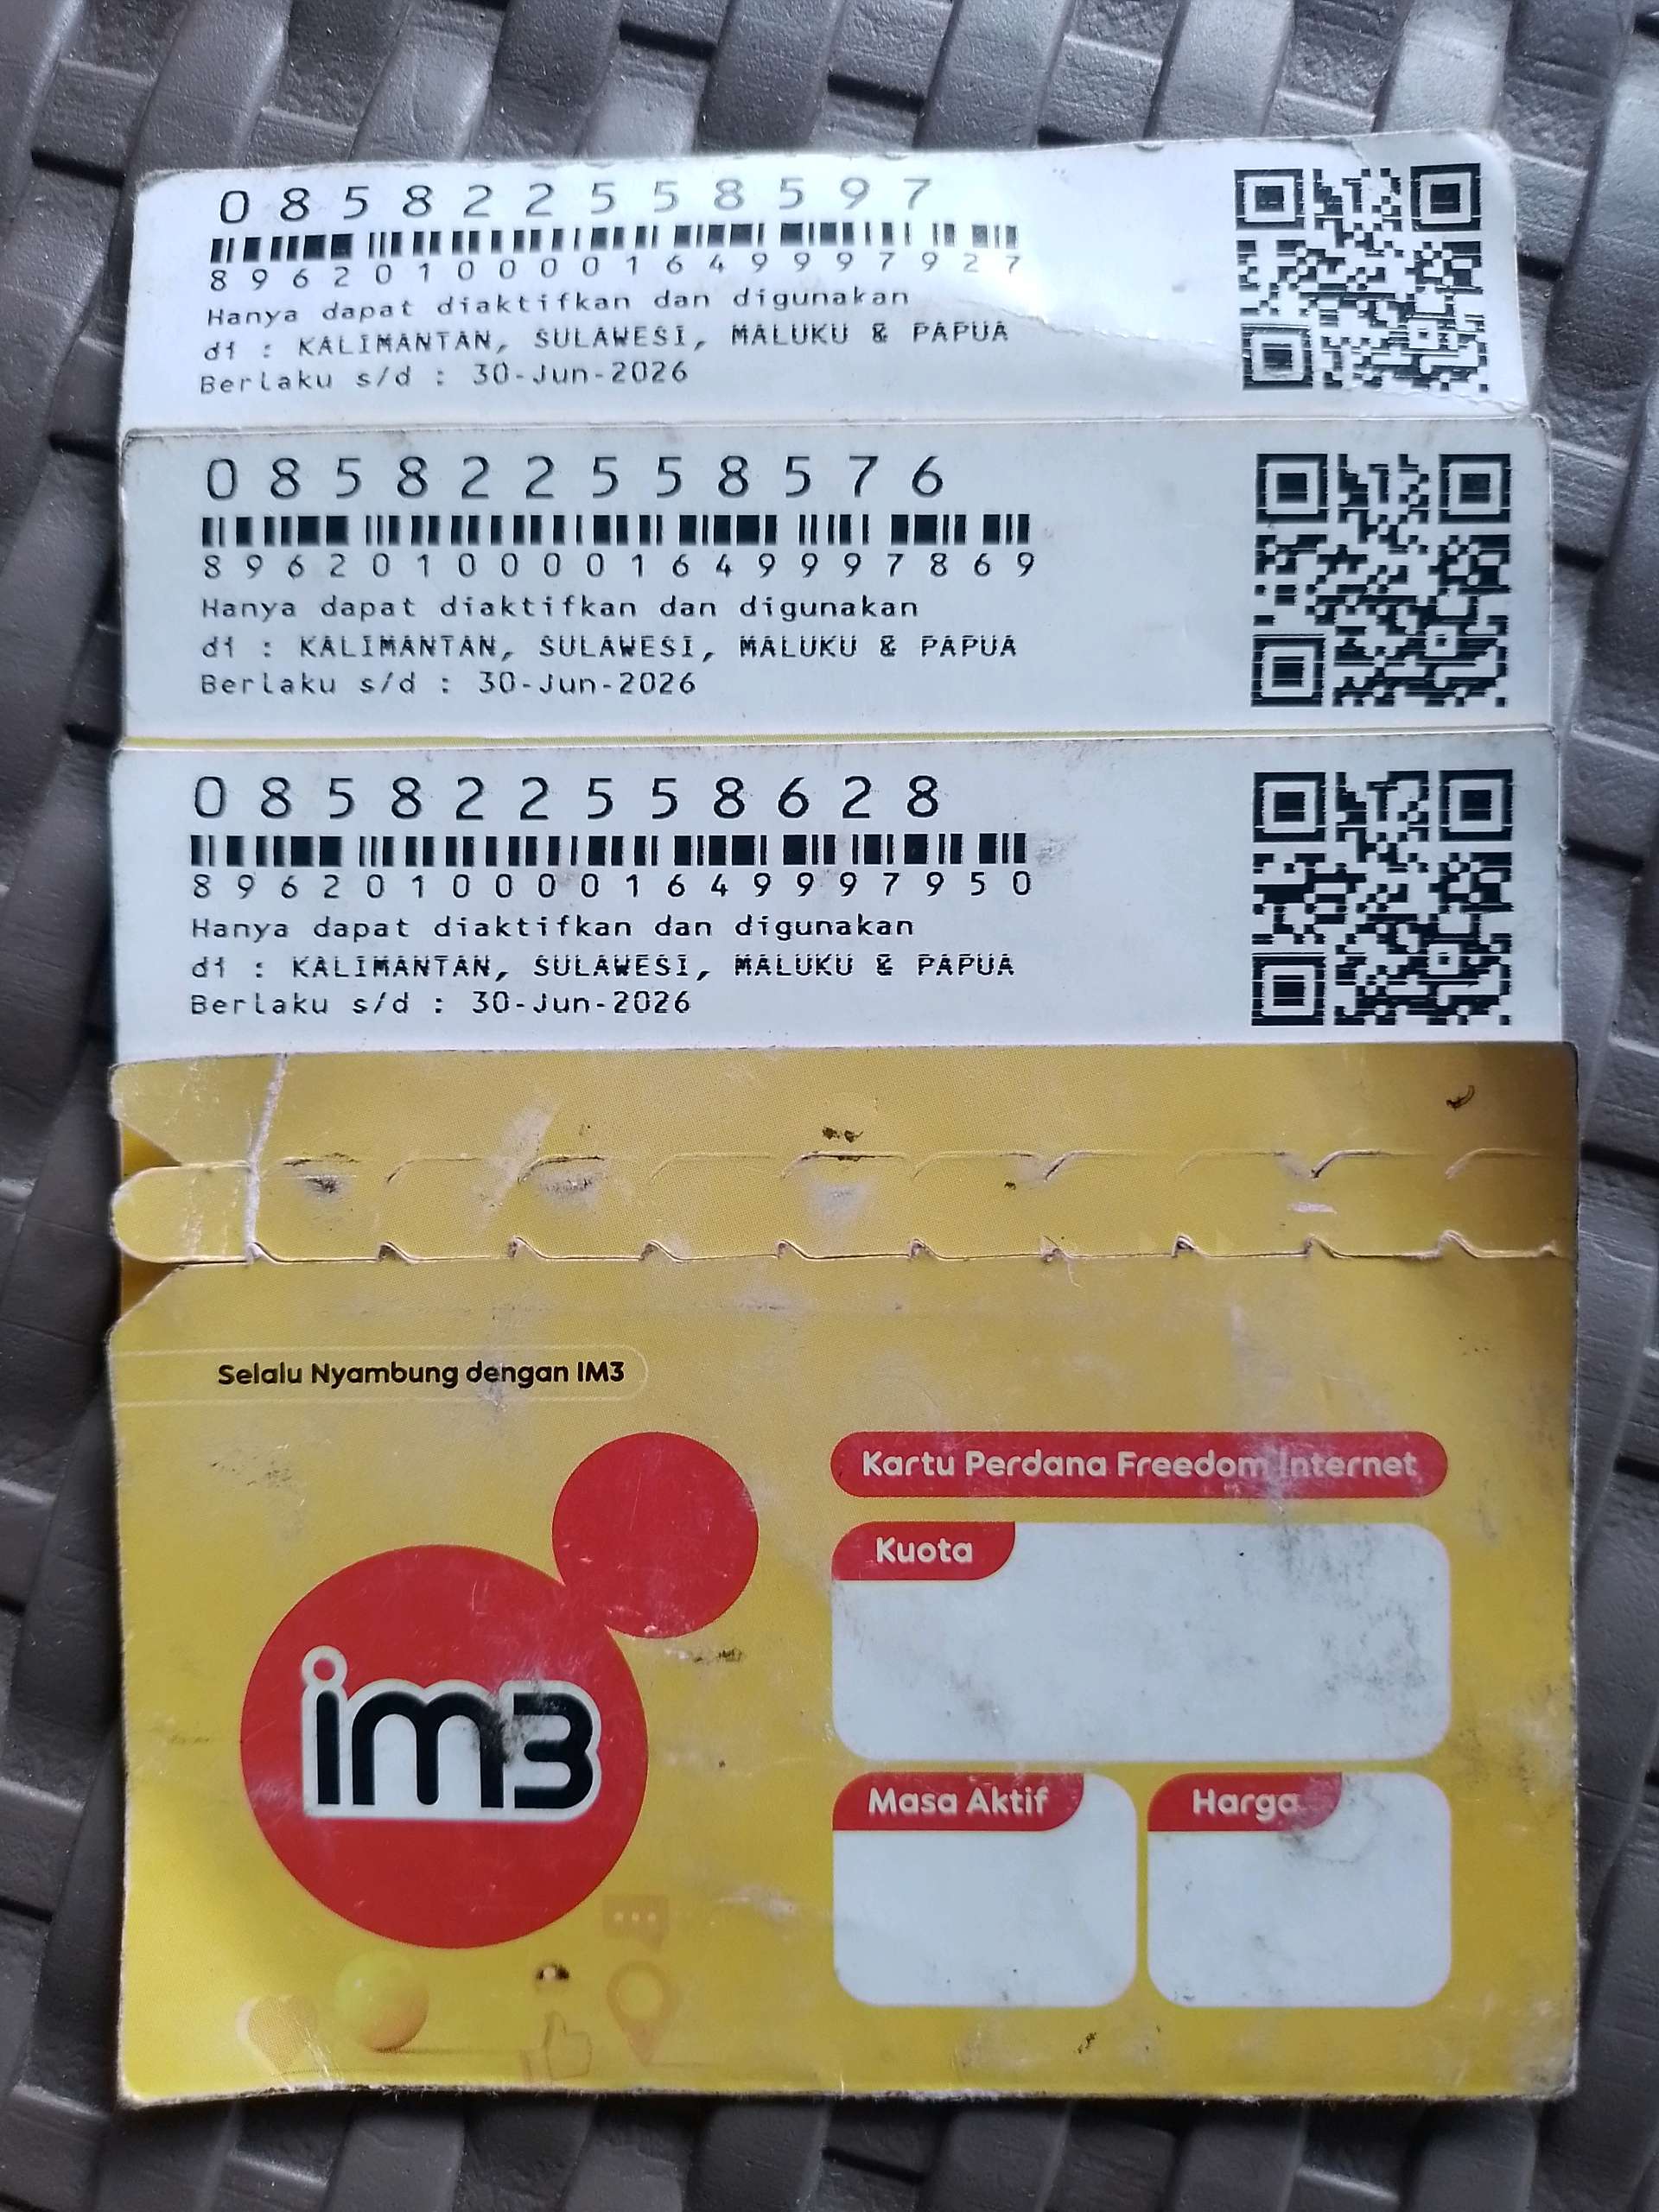 085822558597
89620100001649997927
Hanya dapat diaktifkan dan digunakan
di : KALIMANTAN, SULAWESI, MALUKU & PAPUA
Berlaku s/d : 30-Jun-2026
085822558576
89620100001649997869
Hanya dapat diaktifkan dan digunakan
di : KALIMANTAN, SULAWESI, MALUKU & PAPUA
Berlaku s/d : 30-Jun-2026
085822558628
89620100001649997950
Hanya dapat diaktifkan dan digunakan
di : KALIMANTAN, SULAWESI, MALUKU & PAPUA
Berlaku s/d : 30-Jun-2026
Selalu Nyambung dengan IM3
Kartu Perdana Freedom Internet
Kuota
im3
Masa Aktif
Harga